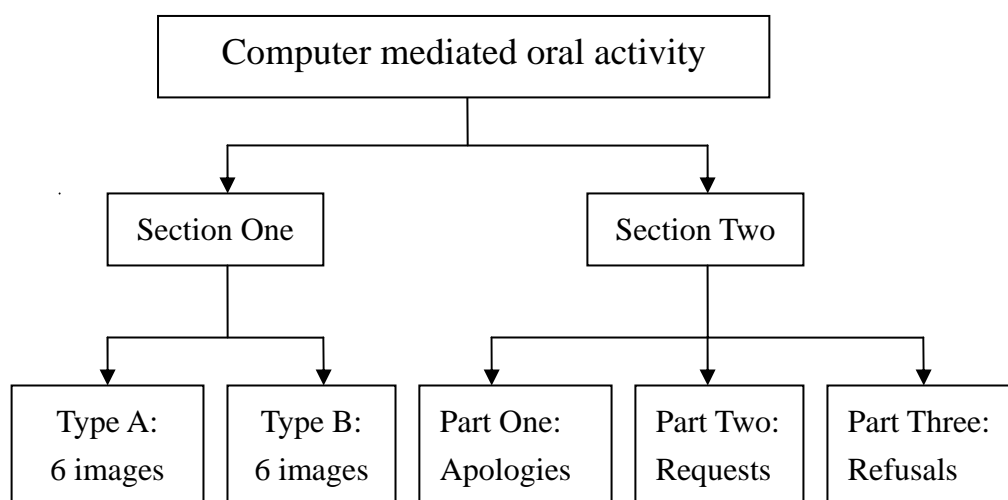 Computer mediated oral activity
Section One
Section Two
Type A:
6 images
Type B:
6 images
Part One:
Apologies
Part Two:
Requests
Part Three:
Refusals